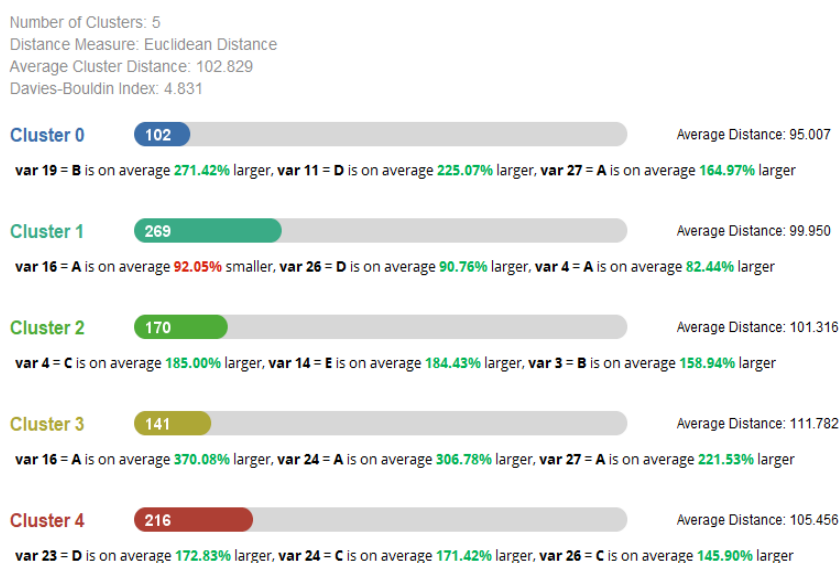 Number of Clusters: 5
Distance Measure: Euclidean Distance
Average Cluster Distance: 102.829
Davies-Bouldin Index: 4.831
Cluster 0 102 Average Distance: 95.007
var 19 = B is on average 271.42% larger, var 11 = D is on average 225.07% larger, var 27 = A is on average 164.97% larger
Cluster 1 269 Average Distance: 99.950
var 16 = A is on average 92.05% smaller, var 26 = D is on average 90.76% larger, var 4 = A is on average 82.44% larger
Cluster 2 170 Average Distance: 101.316
var 4 = C is on average 185.00% larger, var 14 = E is on average 184.43% larger, var 3 = B is on average 158.94% larger
Cluster 3 141 Average Distance: 111.782
var 16 = A is on average 370.08% larger, var 24 = A is on average 306.78% larger, var 27 = A is on average 221.53% larger
Cluster 4 216 Average Distance: 105.456
var 23 = D is on average 172.83% larger, var 24 = C is on average 171.42% larger, var 26 = C is on average 145.90% larger